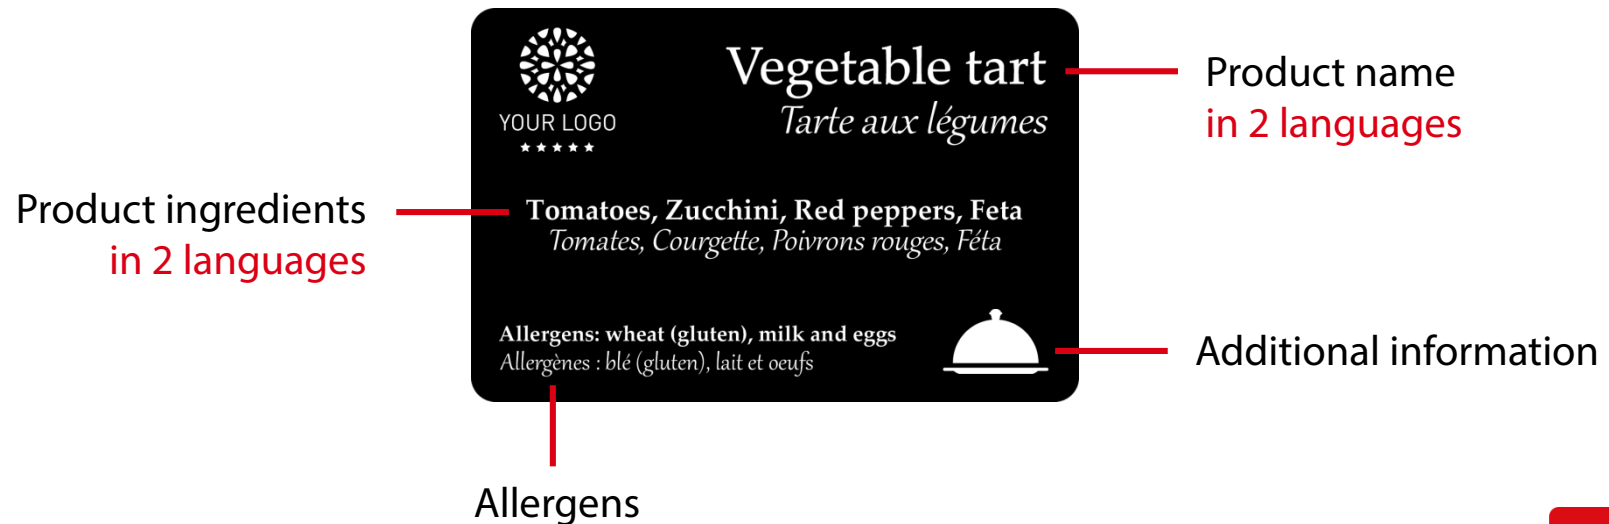 YOUR LOGO
Vegetable tart
Tarte aux légumes
Product name
in 2 languages
Product ingredients
in 2 languages
Tomatoes, Zucchini, Red peppers, Feta
Tomates, Courgette, Poivrons rouges, Féta
Allergens: wheat (gluten), milk and eggs
Allergènes : blé (gluten), lait et oeufs
Additional information
Allergens